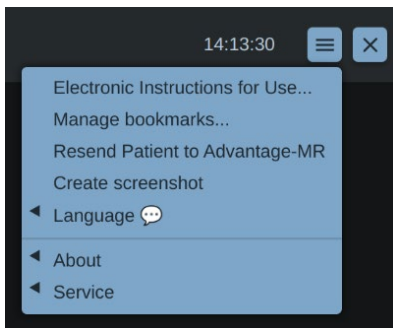 14:13:30
Electronic Instructions for Use...
Manage bookmarks...
Resend Patient to Advantage-MR
Create screenshot
Language 💬
About
Service